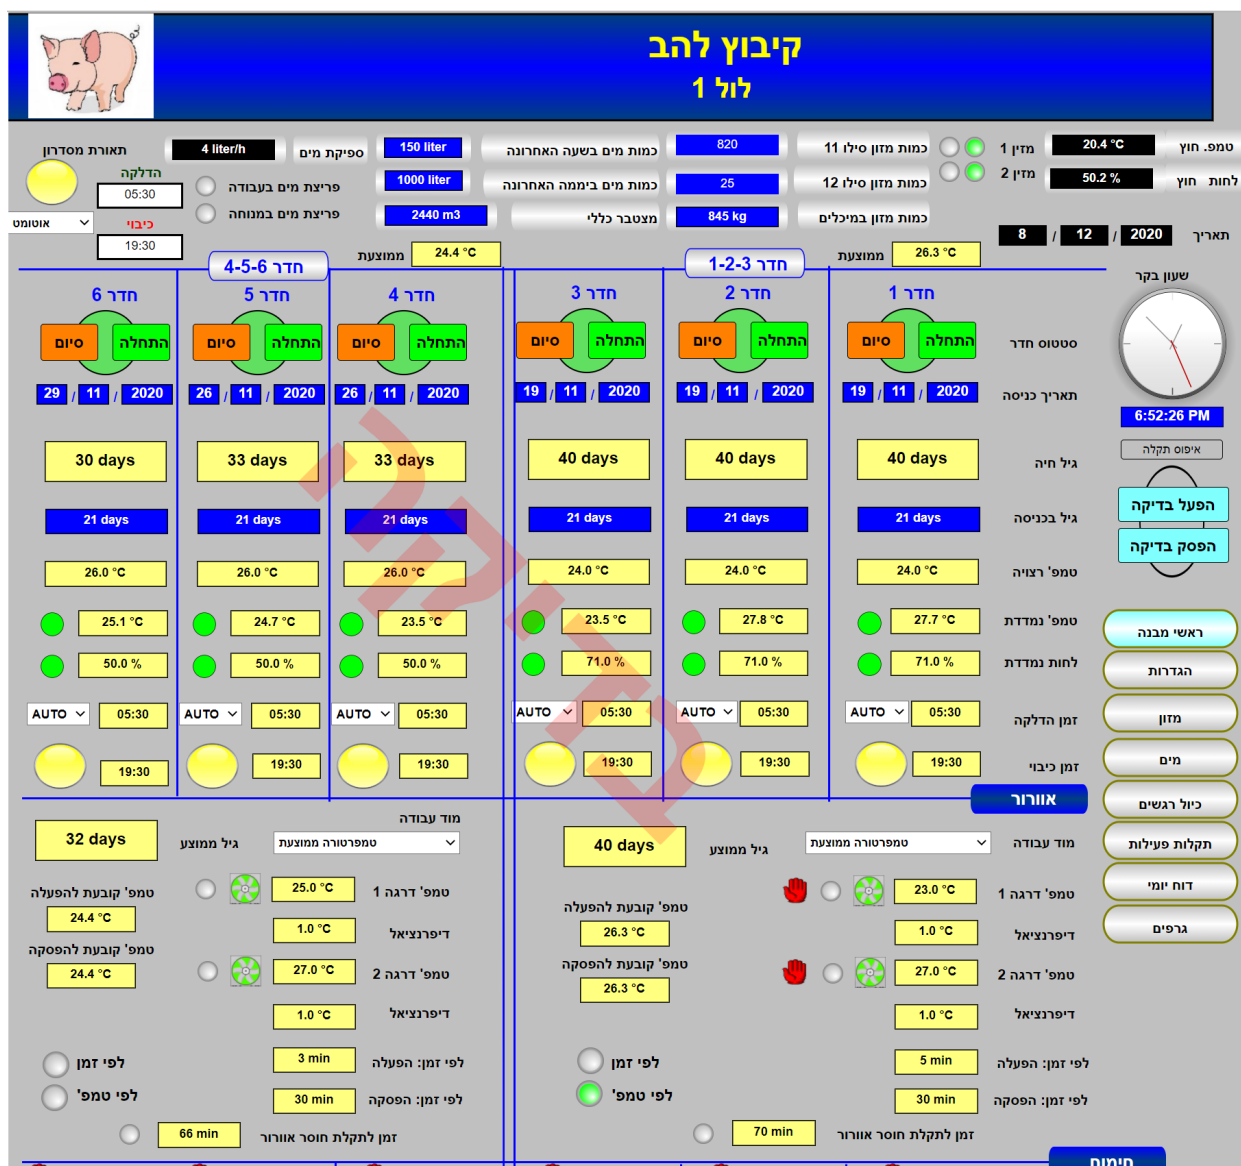 קיבוץ להב
לול 1
טמפ. חוץ 20.4 °C מזין 1 כמות מזון סילו 11 820 כמות מים בשעה האחרונה 150 liter ספיקת מים 4 liter/h תאורת מסדרון
לחות חוץ 50.2 % מזין 2 כמות מזון סילו 12 25 כמות מים ביממה האחרונה 1000 liter פריצת מים בעבודה הדלקה 05:30
כמות מזון במיכלים 845 kg מצטבר כללי 2440 m3 פריצת מים במנוחה כיבוי אוטומט
תאריך 8 / 12 / 2020 19:30
26.3 °C ממוצעת 24.4 °C ממוצעת
חדר 1-2-3 חדר 4-5-6
שעון בקר
6:52:26 PM
איפוס תקלה
הפעל בדיקה
הפסק בדיקה
ראשי מבנה
הגדרות
מזון
מים
כיול רגשים
תקלות פעילות
דוח יומי
גרפים
חדר 1 חדר 2 חדר 3 חדר 4 חדר 5 חדר 6
סטטוס חדר התחלה סיום התחלה סיום התחלה סיום התחלה סיום התחלה סיום התחלה סיום
תאריך כניסה 19 / 11 / 2020 19 / 11 / 2020 19 / 11 / 2020 26 / 11 / 2020 26 / 11 / 2020 29 / 11 / 2020
גיל חיה 40 days 40 days 40 days 33 days 33 days 30 days
גיל בכניסה 21 days 21 days 21 days 21 days 21 days 21 days
טמפ' רצויה 24.0 °C 24.0 °C 24.0 °C 26.0 °C 26.0 °C 26.0 °C
טמפ' נמדדת 27.7 °C 27.8 °C 23.5 °C 23.5 °C 24.7 °C 25.1 °C
לחות נמדדת 71.0 % 71.0 % 71.0 % 50.0 % 50.0 % 50.0 %
זמן הדלקה 05:30 AUTO 05:30 AUTO 05:30 AUTO 05:30 AUTO 05:30 AUTO 05:30 AUTO
זמן כיבוי 19:30 19:30 19:30 19:30 19:30 19:30
בדיקה
אוורור
מוד עבודה טמפרטורה ממוצעת גיל ממוצע 40 days
טמפ' דרגה 1 23.0 °C
טמפ' קובעת להפעלה
דיפרנציאל 1.0 °C 26.3 °C
טמפ' דרגה 2 27.0 °C טמפ' קובעת להפסקה
26.3 °C
דיפרנציאל 1.0 °C
לפי זמן: הפעלה 5 min לפי זמן
לפי זמן: הפסקה 30 min לפי טמפ'
זמן לתקלת חוסר אוורור 70 min
מוד עבודה
טמפרטורה ממוצעת גיל ממוצע 32 days
טמפ' דרגה 1 25.0 °C טמפ' קובעת להפעלה
24.4 °C
דיפרנציאל 1.0 °C
טמפ' קובעת להפסקה
טמפ' דרגה 2 27.0 °C 24.4 °C
דיפרנציאל 1.0 °C
לפי זמן: הפעלה 3 min לפי זמן
לפי זמן: הפסקה 30 min לפי טמפ'
זמן לתקלת חוסר אוורור 66 min
חימום